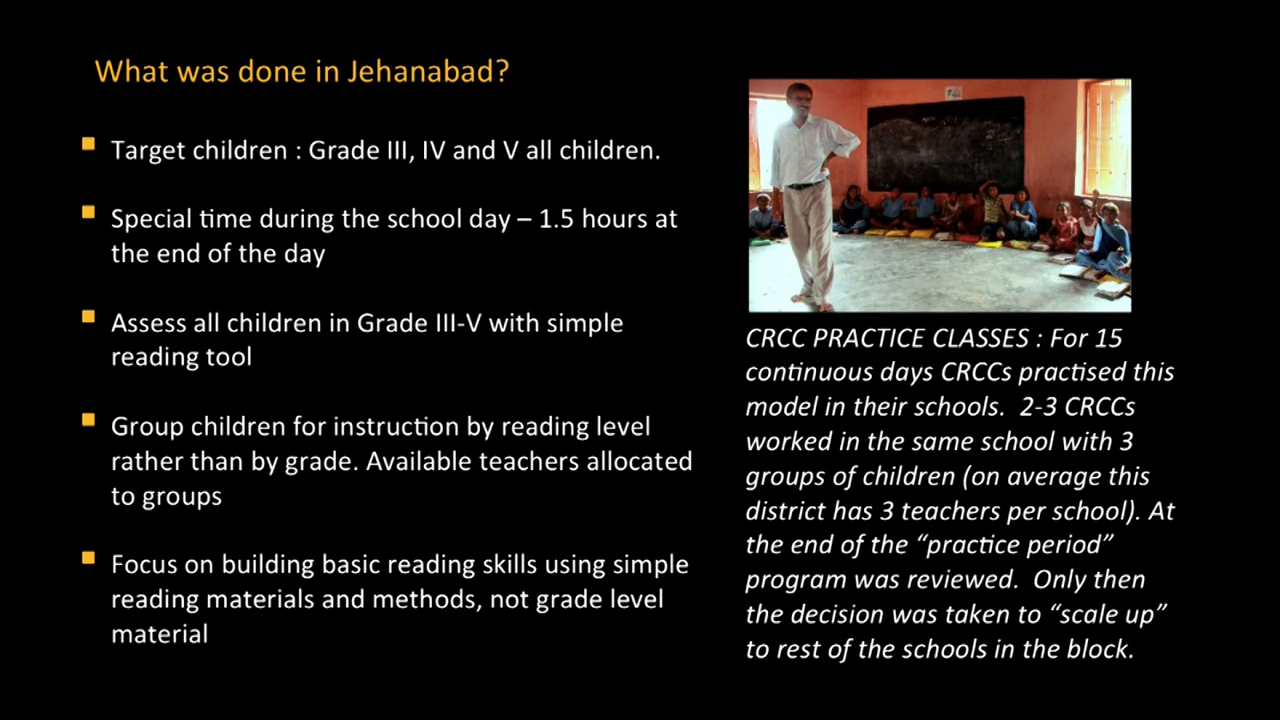 What was done in Jehanabad?
Target children : Grade III, IV and V all children.
Special time during the school day – 1.5 hours at
the end of the day
Assess all children in Grade III-V with simple
reading tool
Group children for instruction by reading level
rather than by grade. Available teachers allocated
to groups
Focus on building basic reading skills using simple
reading materials and methods, not grade level
material
CRCC PRACTICE CLASSES : For 15
continuous days CRCCs practised this
model in their schools.  2-3 CRCCs
worked in the same school with 3
groups of children (on average this
district has 3 teachers per school). At
the end of the “practice period”
program was reviewed.  Only then
the decision was taken to “scale up”
to rest of the schools in the block.